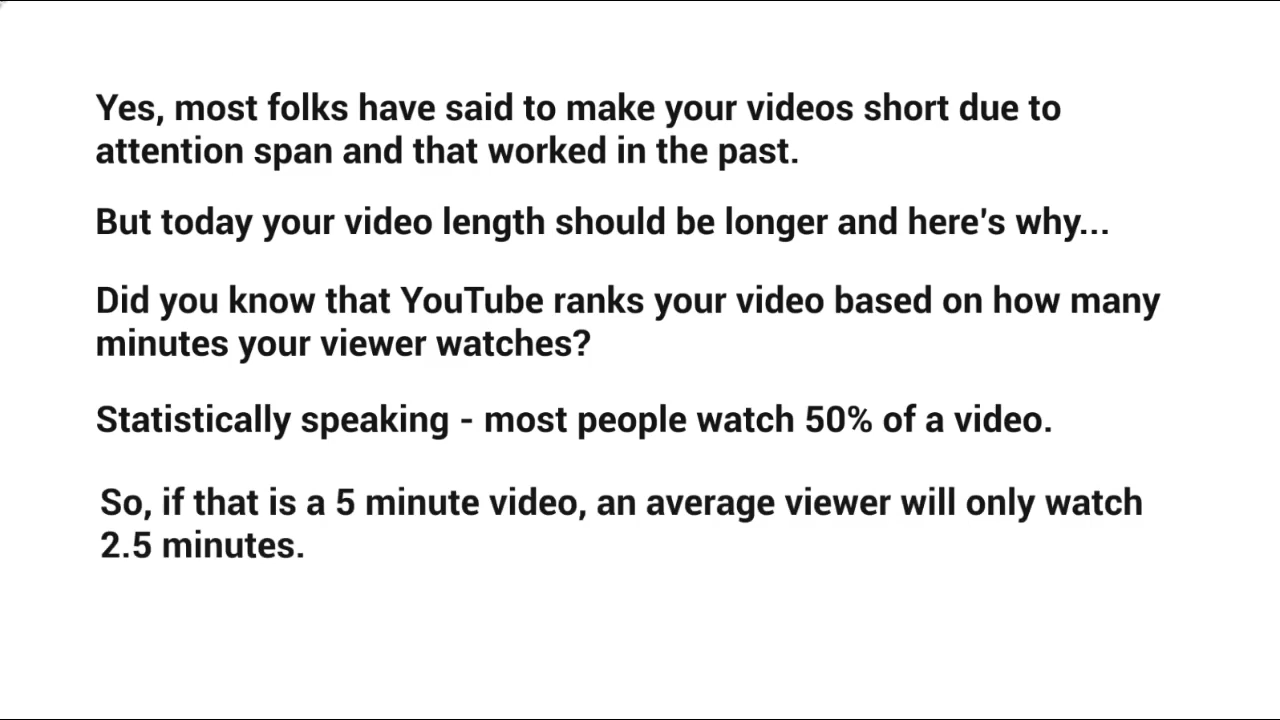 Yes, most folks have said to make your videos short due to
attention span and that worked in the past.
But today your video length should be longer and here's why...
Did you know that YouTube ranks your video based on how many
minutes your viewer watches?
Statistically speaking - most people watch 50% of a video.
So, if that is a 5 minute video, an average viewer will only watch
2.5 minutes.